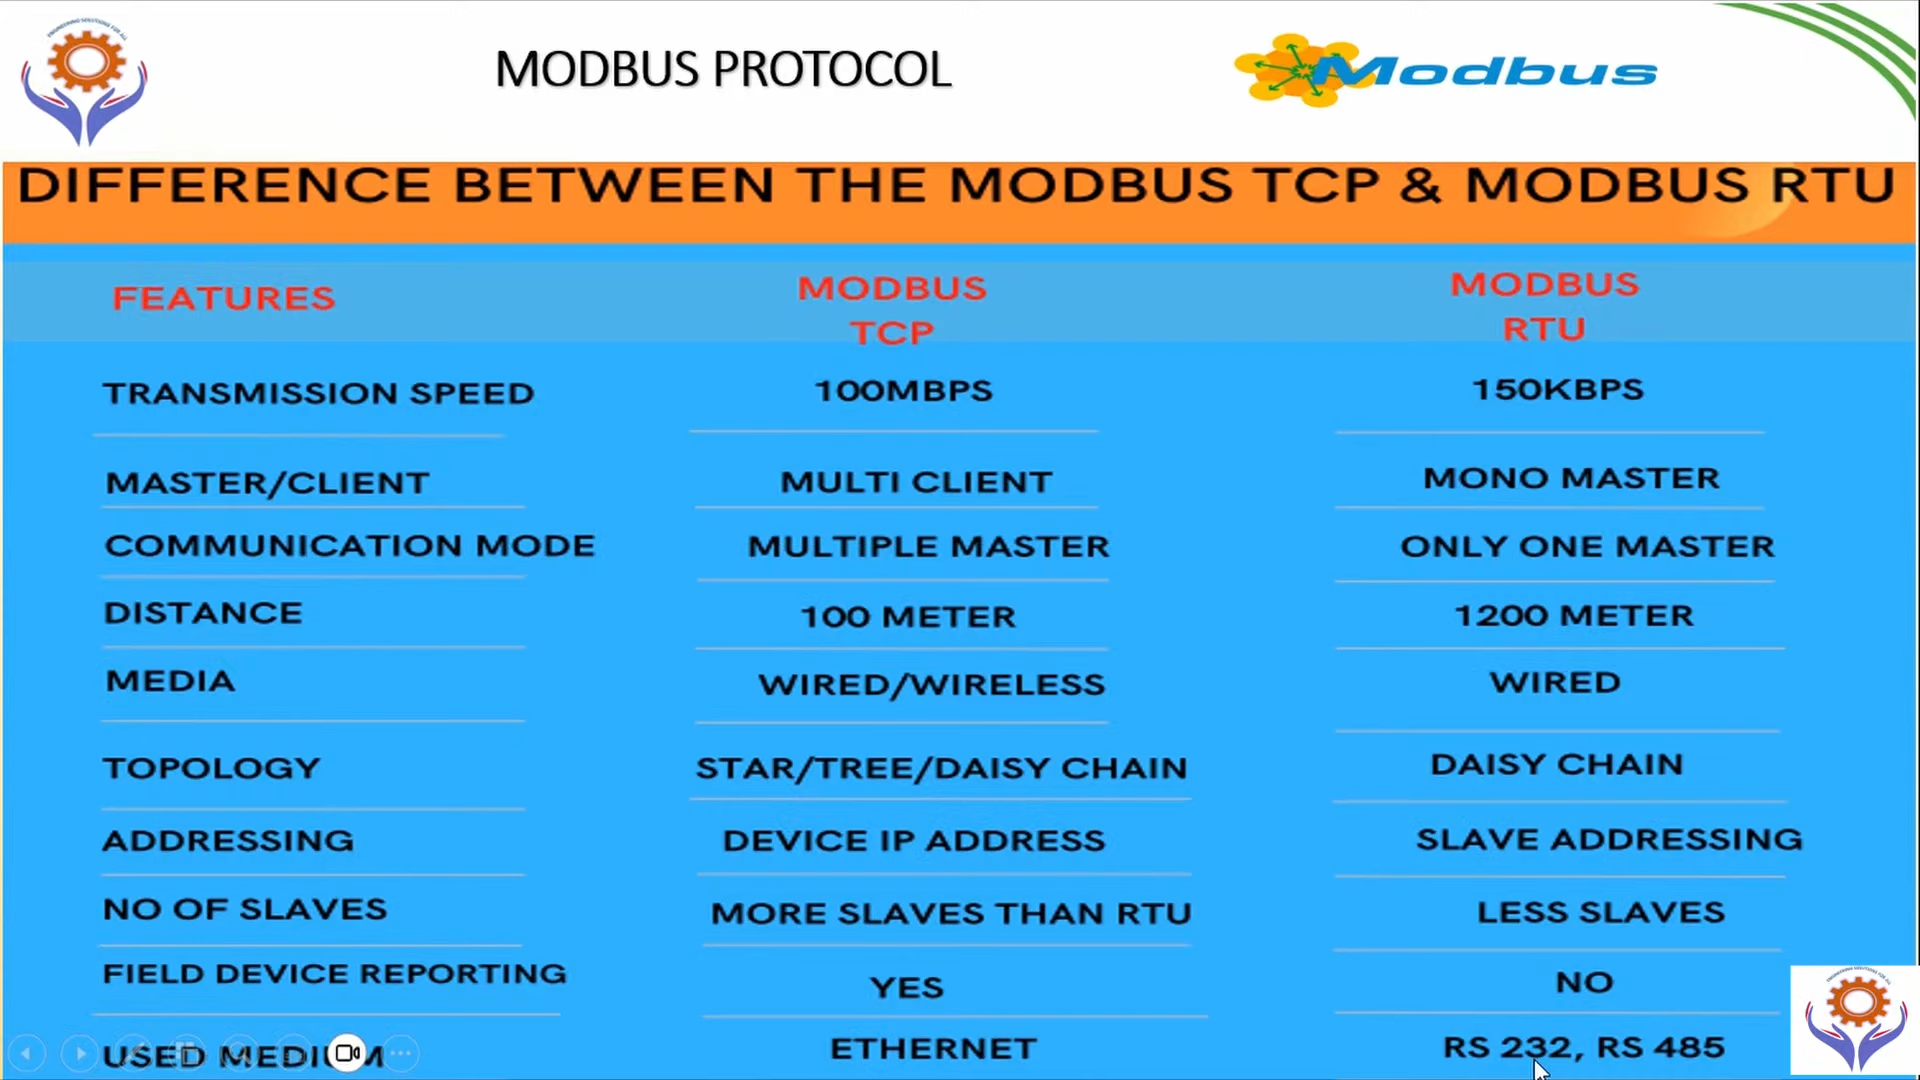 MODBUS PROTOCOL
Modbus
DIFFERENCE BETWEEN THE MODBUS TCP & MODBUS RTU
FEATURES
MODBUS
TCP
MODBUS
RTU
TRANSMISSION SPEED
100MBPS
150KBPS
MASTER/CLIENT
MULTI CLIENT
MONO MASTER
COMMUNICATION MODE
MULTIPLE MASTER
ONLY ONE MASTER
DISTANCE
100 METER
1200 METER
MEDIA
WIRED/WIRELESS
WIRED
TOPOLOGY
STAR/TREE/DAISY CHAIN
DAISY CHAIN
ADDRESSING
DEVICE IP ADDRESS
SLAVE ADDRESSING
NO OF SLAVES
MORE SLAVES THAN RTU
LESS SLAVES
FIELD DEVICE REPORTING
YES
NO
USED MEDIUM
ETHERNET
RS 232, RS 485